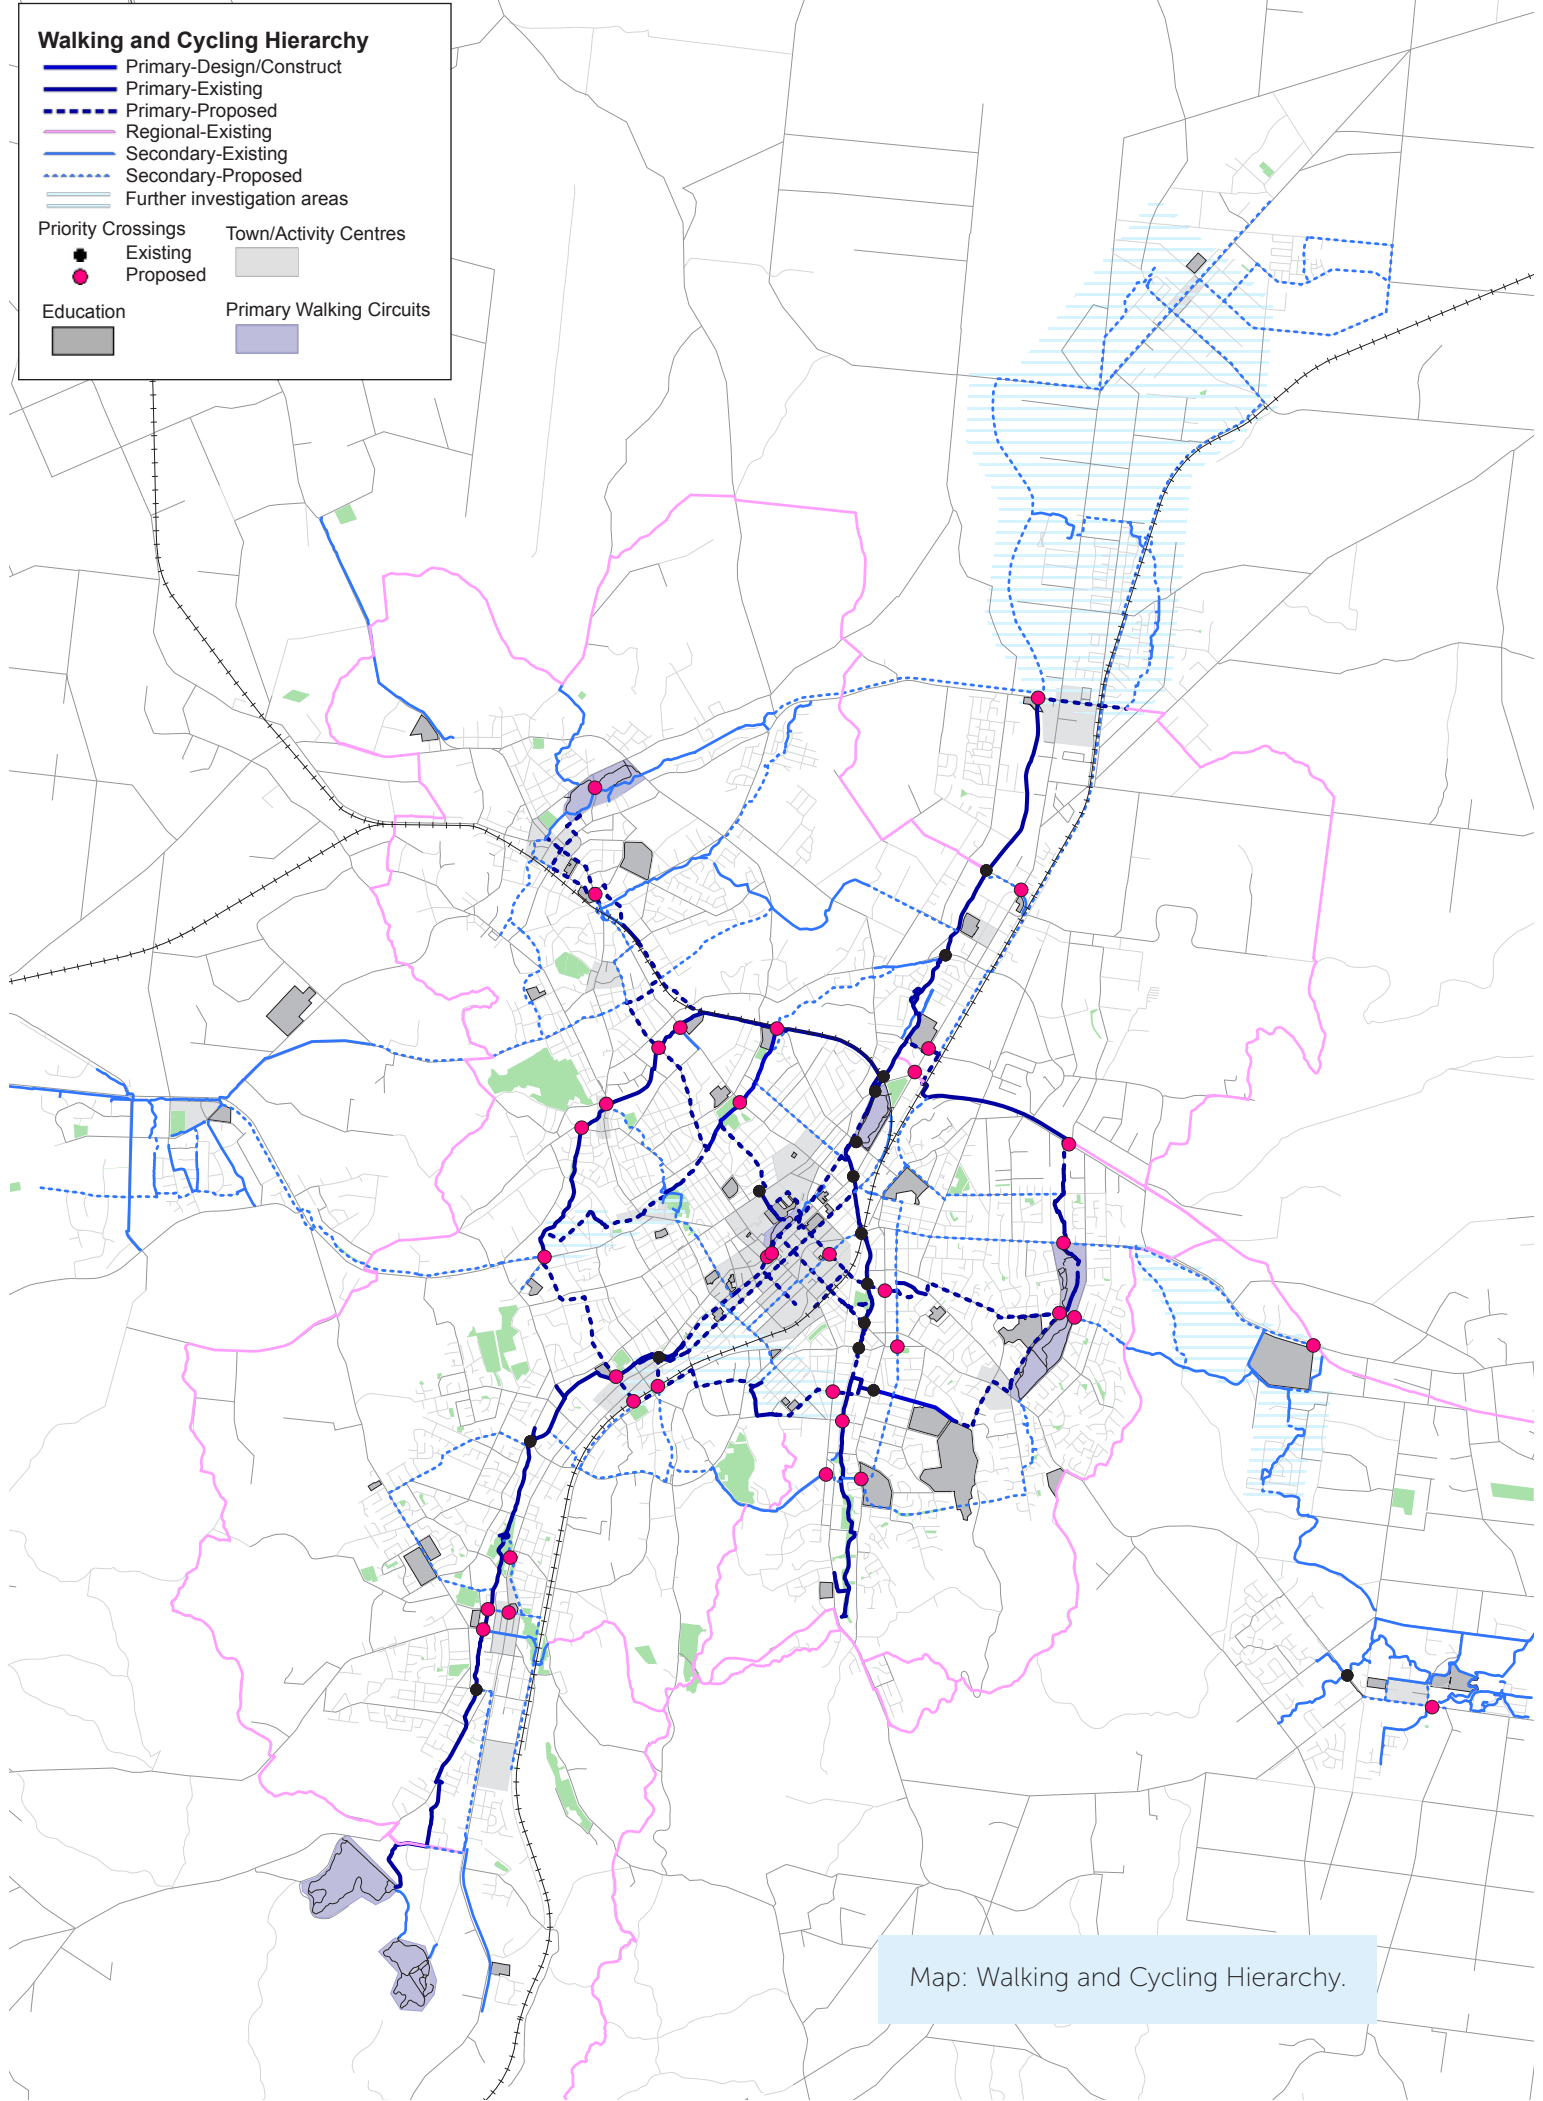 Walking and Cycling Hierarchy
Primary-Design/Construct
Primary-Existing
Primary-Proposed
Regional-Existing
Secondary-Existing
Secondary-Proposed
Further investigation areas
Priority Crossings
Existing
Proposed
Town/Activity Centres
Education
Primary Walking Circuits
Map: Walking and Cycling Hierarchy.